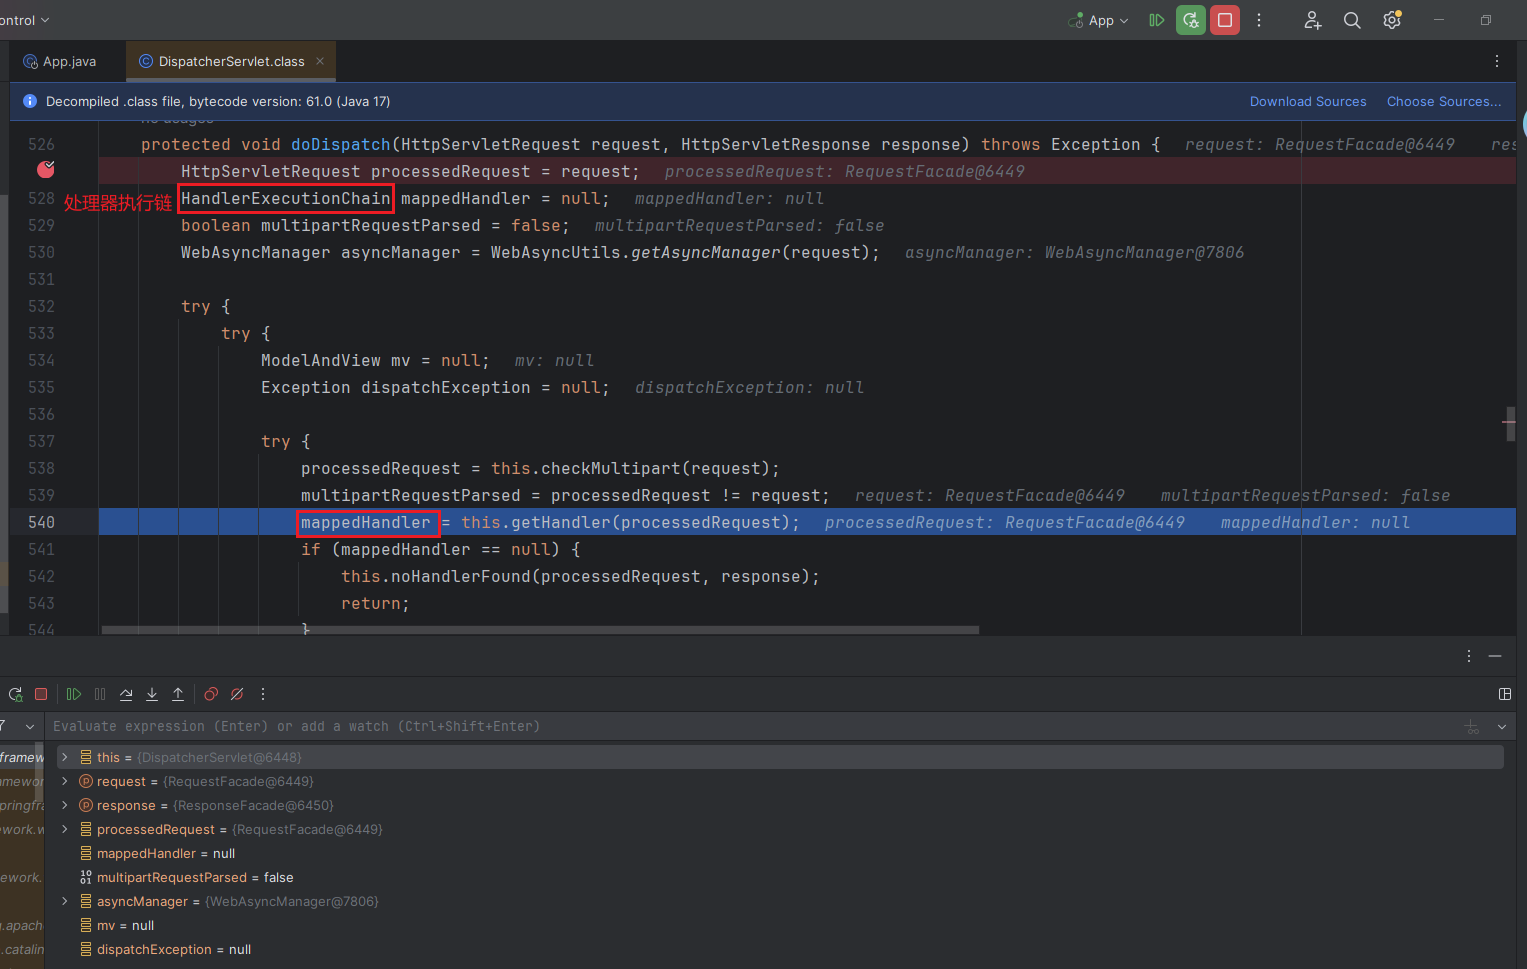 ontrol
App
App.java
DispatcherServlet.class
Decompiled .class file, bytecode version: 61.0 (Java 17)
Download Sources
Choose Sources...
526 protected void doDispatch(HttpServletRequest request, HttpServletResponse response) throws Exception { request: RequestFacade@6449 res
HttpServletRequest processedRequest = request; processedRequest: RequestFacade@6449
528 处理器执行链 HandlerExecutionChain mappedHandler = null; mappedHandler: null
529 boolean multipartRequestParsed = false; multipartRequestParsed: false
530 WebAsyncManager asyncManager = WebAsyncUtils.getAsyncManager(request); asyncManager: WebAsyncManager@7806
531
532 try {
533 try {
534 ModelAndView mv = null; mv: null
535 Exception dispatchException = null; dispatchException: null
536
537 try {
538 processedRequest = this.checkMultipart(request);
539 multipartRequestParsed = processedRequest != request; request: RequestFacade@6449 multipartRequestParsed: false
540 mappedHandler = this.getHandler(processedRequest); processedRequest: RequestFacade@6449 mappedHandler: null
541 if (mappedHandler == null) {
542 this.noHandlerFound(processedRequest, response);
543 return;
544 }
Evaluate expression (Enter) or add a watch (Ctrl+Shift+Enter)
framew
this = {DispatcherServlet@6448}
amewor
request = {RequestFacade@6449}
pringfra
response = {ResponseFacade@6450}
ework.w
processedRequest = {RequestFacade@6449}
mappedHandler = null
ework.
multipartRequestParsed = false
asyncManager = {WebAsyncManager@7806}
.apach
mv = null
.catalin
dispatchException = null